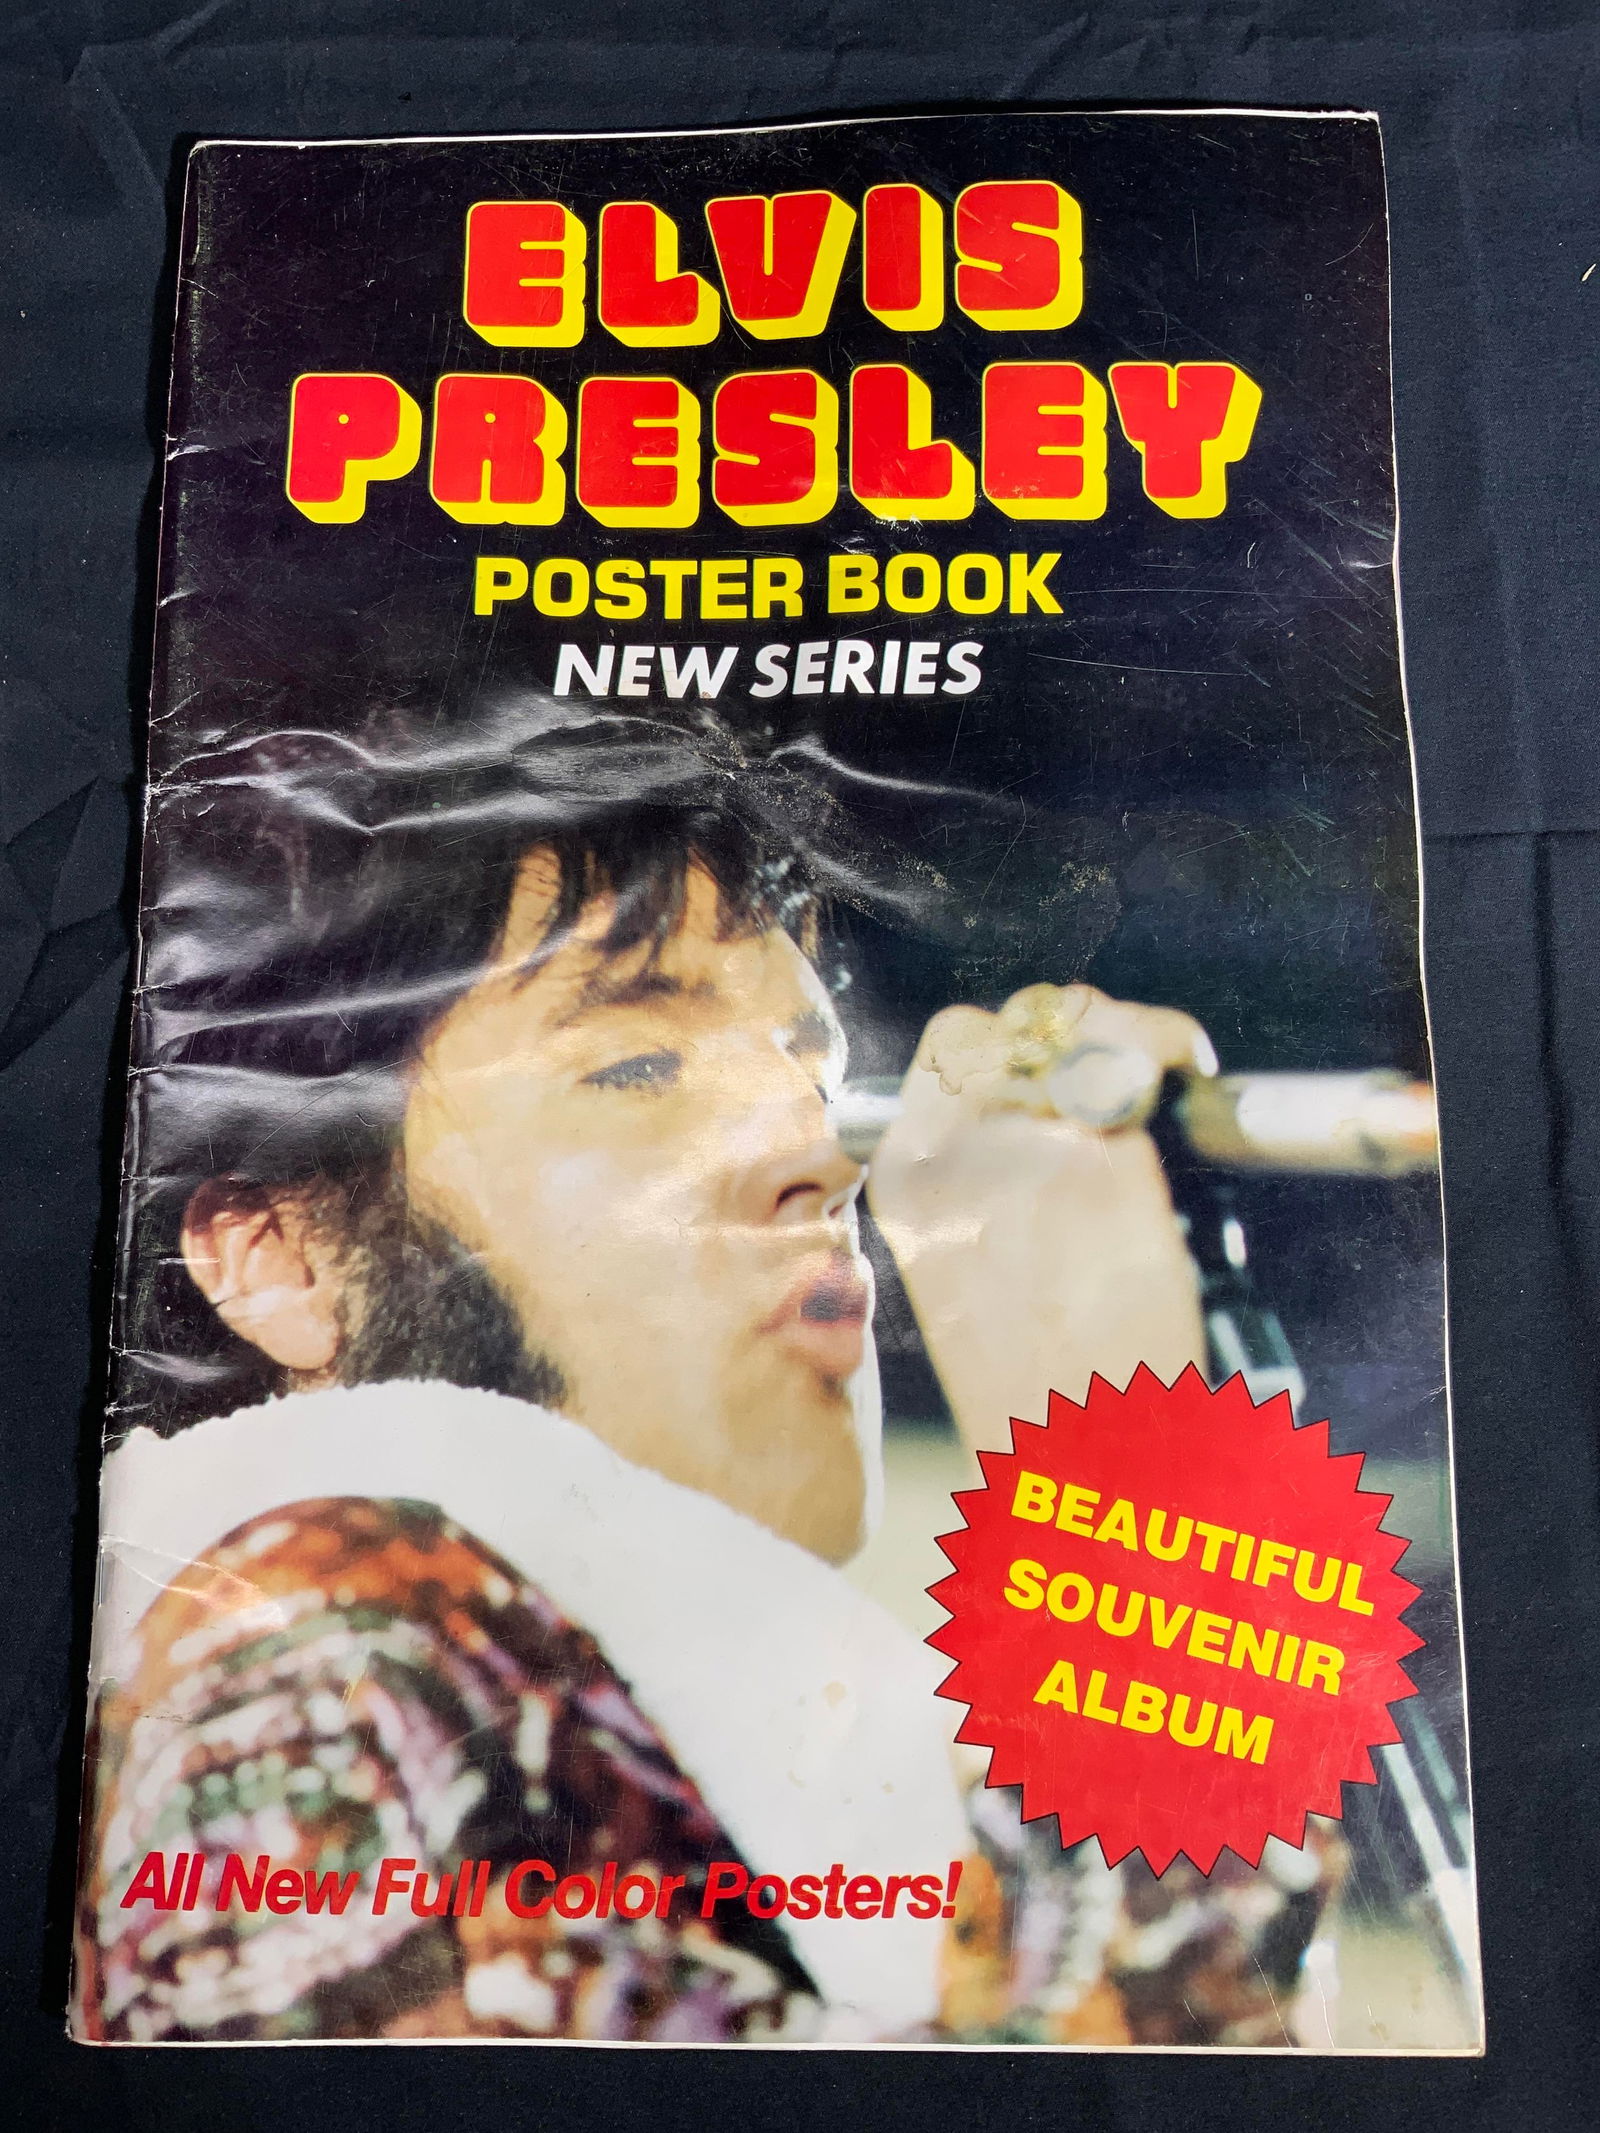 ELVIS
PRESLEY
POSTER BOOK
NEW SERIES
BEAUTIFUL
SOUVENIR
ALBUM
All New Full Color Posters!